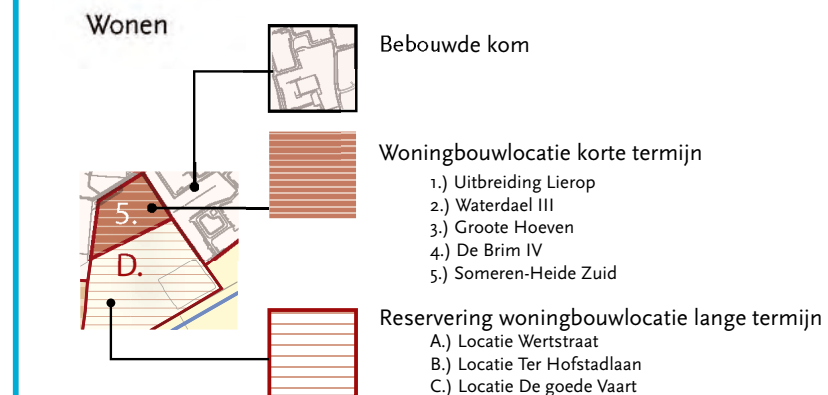 Wonen
Bebouwde kom
Woningbouwlocatie korte termijn
1.) Uitbreiding Lierop
2.) Waterdael III
3.) Groote Hoeven
4.) De Brim IV
5.) Someren-Heide Zuid
5.
D.
Reservering woningbouwlocatie lange termijn
A.) Locatie Wertstraat
B.) Locatie Ter Hofstadlaan
C.) Locatie De goede Vaart